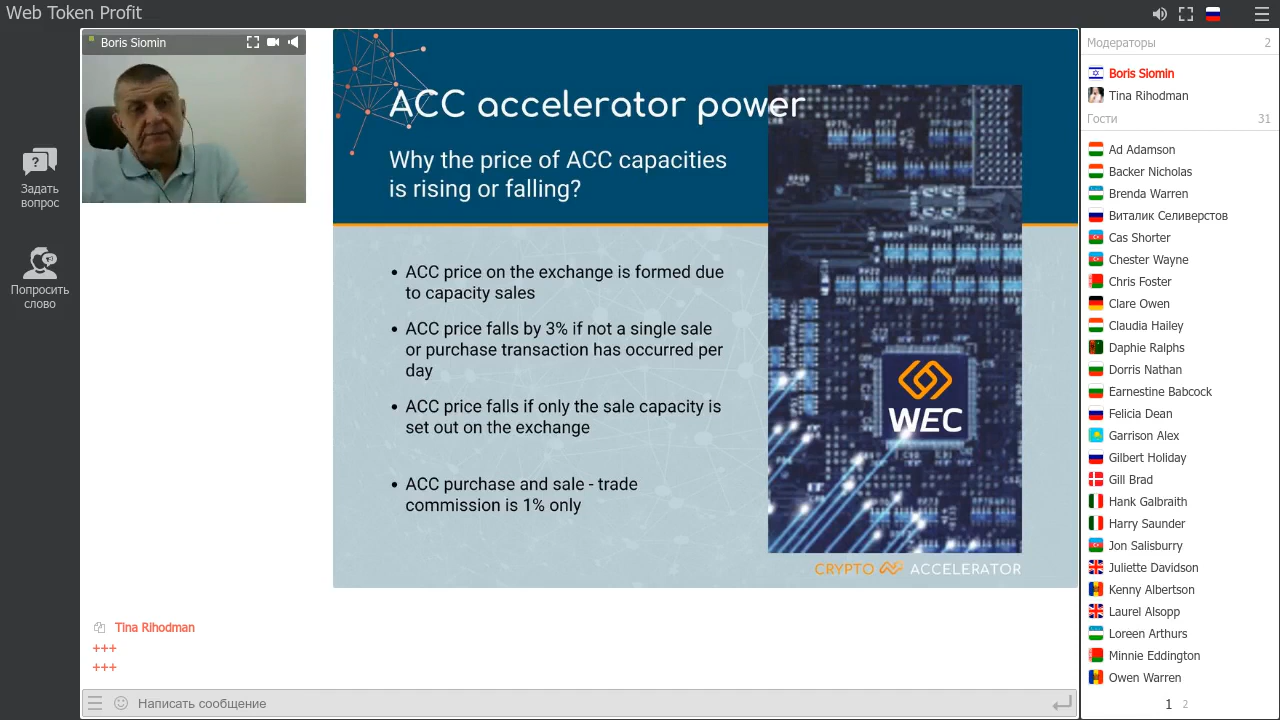 Web Token Profit
Boris Siomin
Задать
вопрос
Попросить
слово
ACC accelerator power
Why the price of ACC capacities
is rising or falling?
• ACC price on the exchange is formed due
to capacity sales
• ACC price falls by 3% if not a single sale
or purchase transaction has occurred per
day
• ACC price falls if only the sale capacity is
set out on the exchange
• ACC purchase and sale - trade
commission is 1% only
WEC
CRYPTO ACCELERATOR
Tina Rihodman
+++
+++
Написать сообщение
Модераторы 2
Boris Siomin
Tina Rihodman
Гости 31
Ad Adamson
Backer Nicholas
Brenda Warren
Виталик Селиверстов
Cas Shorter
Chester Wayne
Chris Foster
Clare Owen
Claudia Hailey
Daphie Ralphs
Dorris Nathan
Earnestine Babcock
Felicia Dean
Garrison Alex
Gilbert Holiday
Gill Brad
Hank Galbraith
Harry Saunder
Jon Salisburry
Juliette Davidson
Kenny Albertson
Laurel Alsopp
Loreen Arthurs
Minnie Eddington
Owen Warren
1 2